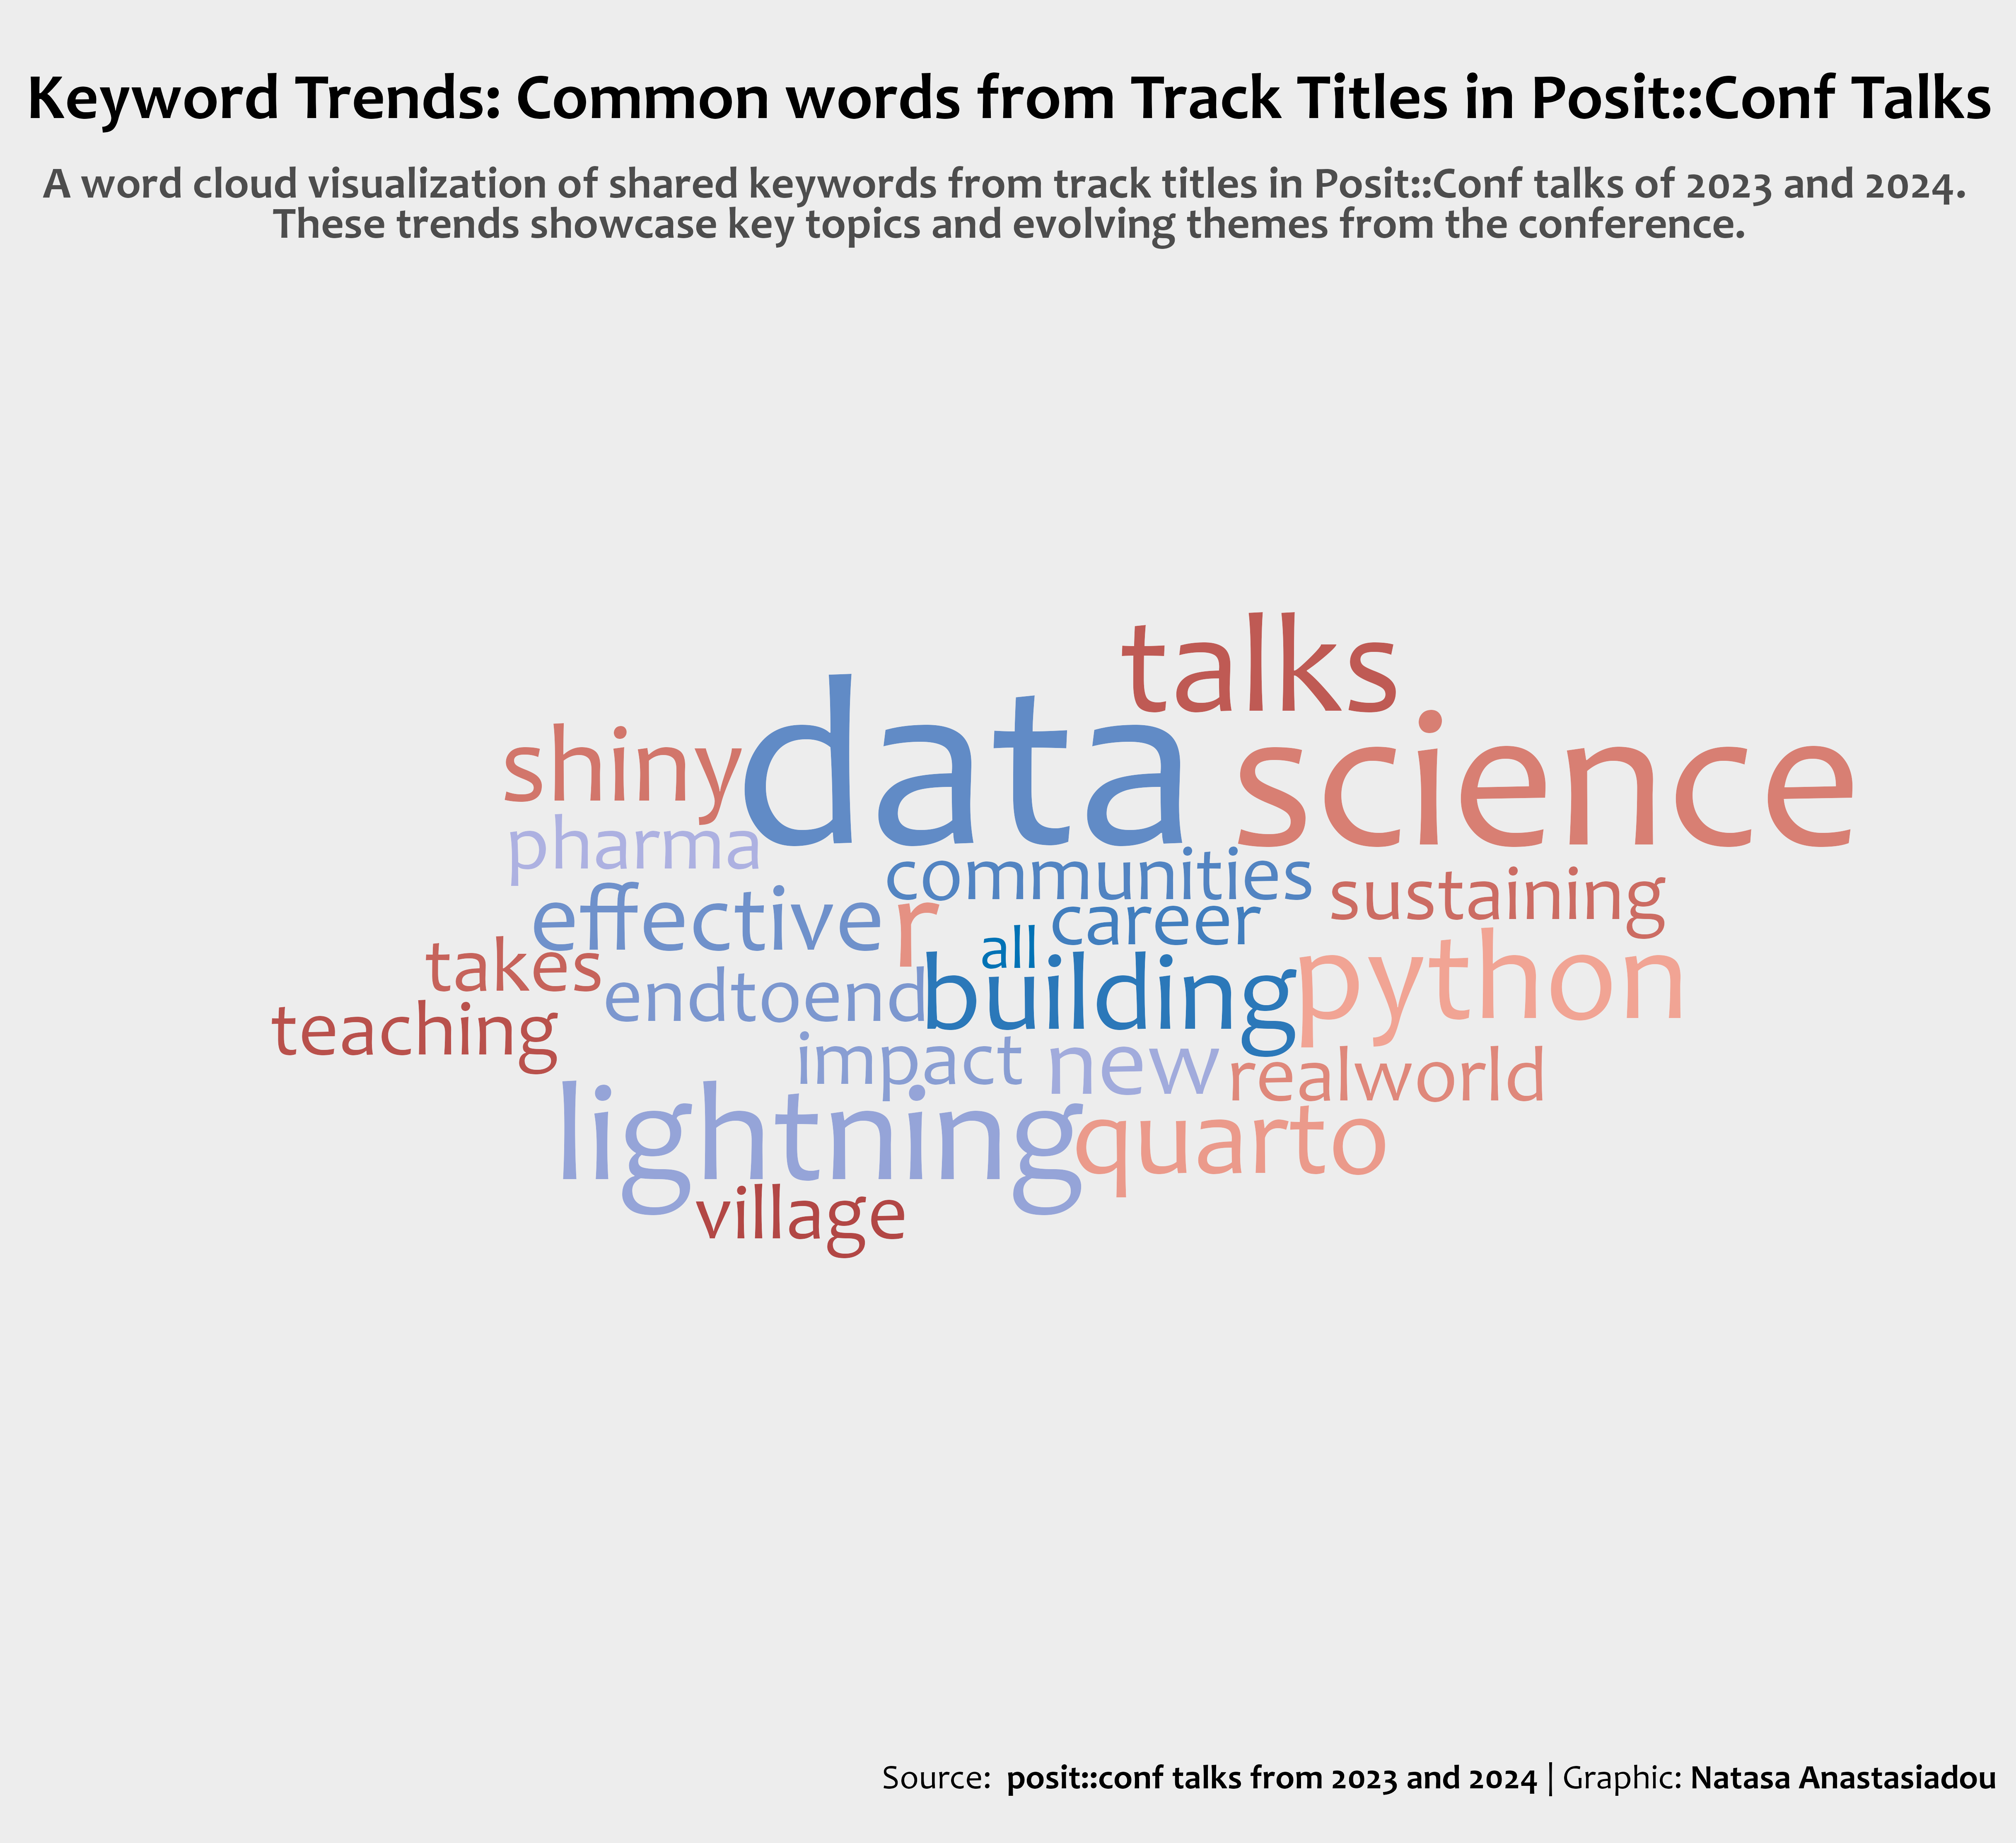 Keyword Trends: Common words from Track Titles in Posit::Conf Talks
A word cloud visualization of shared keywords from track titles in Posit::Conf talks of 2023 and 2024.
These trends showcase key topics and evolving themes from the conference.
talks
shiny data science
pharma communities sustaining
effective r career
takes all python
endtoend building
teaching
impact new realworld
lightning quarto
village
Source: posit::conf talks from 2023 and 2024 | Graphic: Natasa Anastasiadou